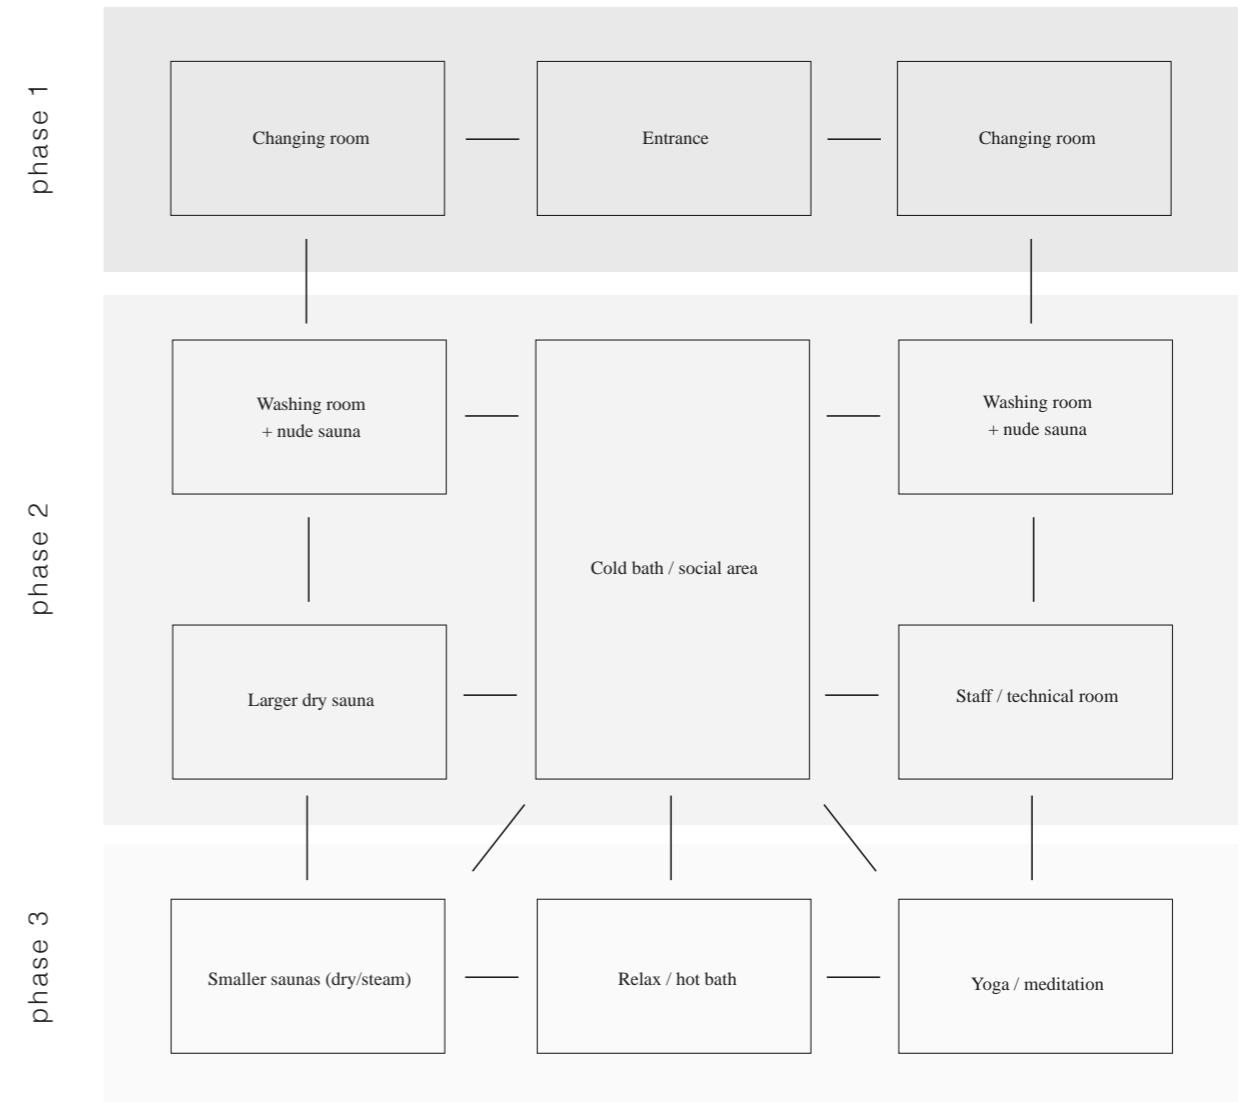 phase 1
Changing room
Entrance
Changing room
phase 2
Washing room
+ nude sauna
Cold bath / social area
Washing room
+ nude sauna
Larger dry sauna
Staff / technical room
phase 3
Smaller saunas (dry/steam)
Relax / hot bath
Yoga / meditation